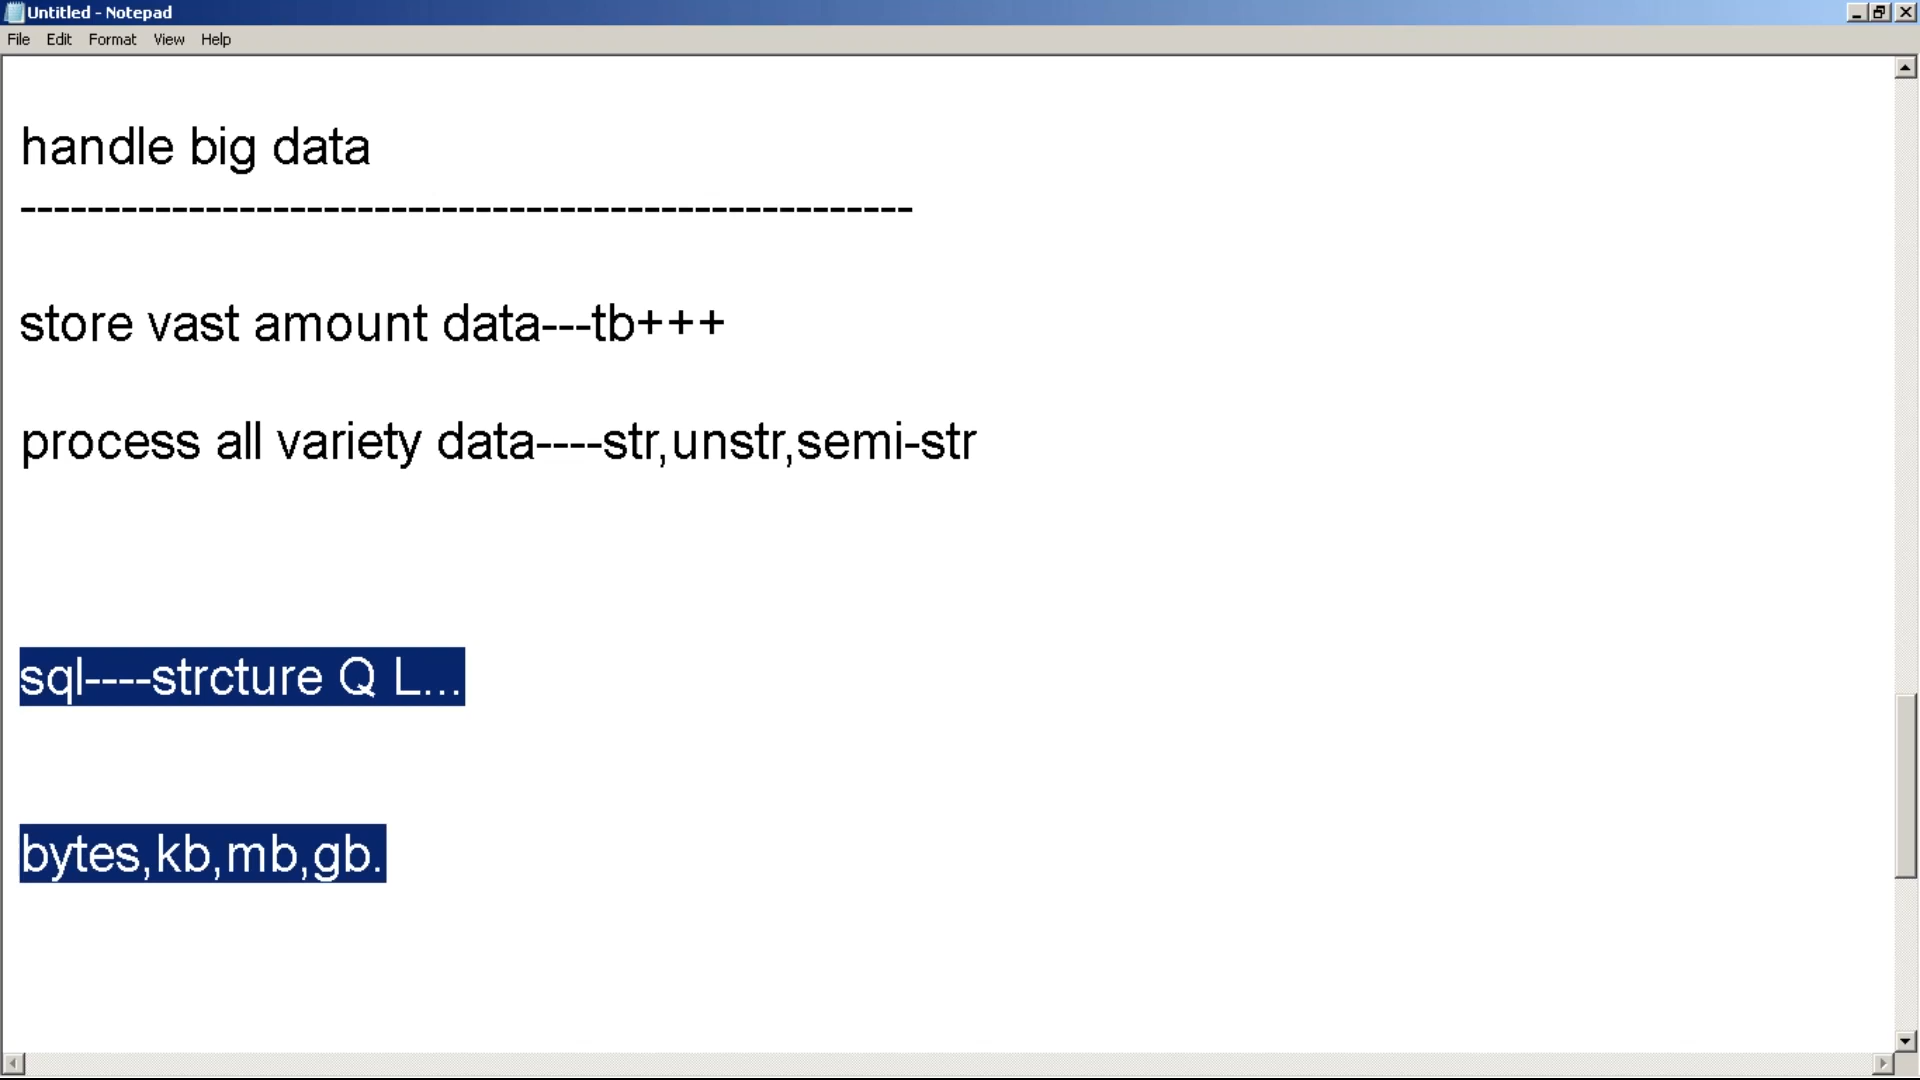 Untitled - Notepad
File Edit Format View Help
handle big data
------------------------------------------------------
store vast amount data---tb+++
process all variety data----str,unstr,semi-str
sql----strcture Q L...
bytes,kb,mb,gb.